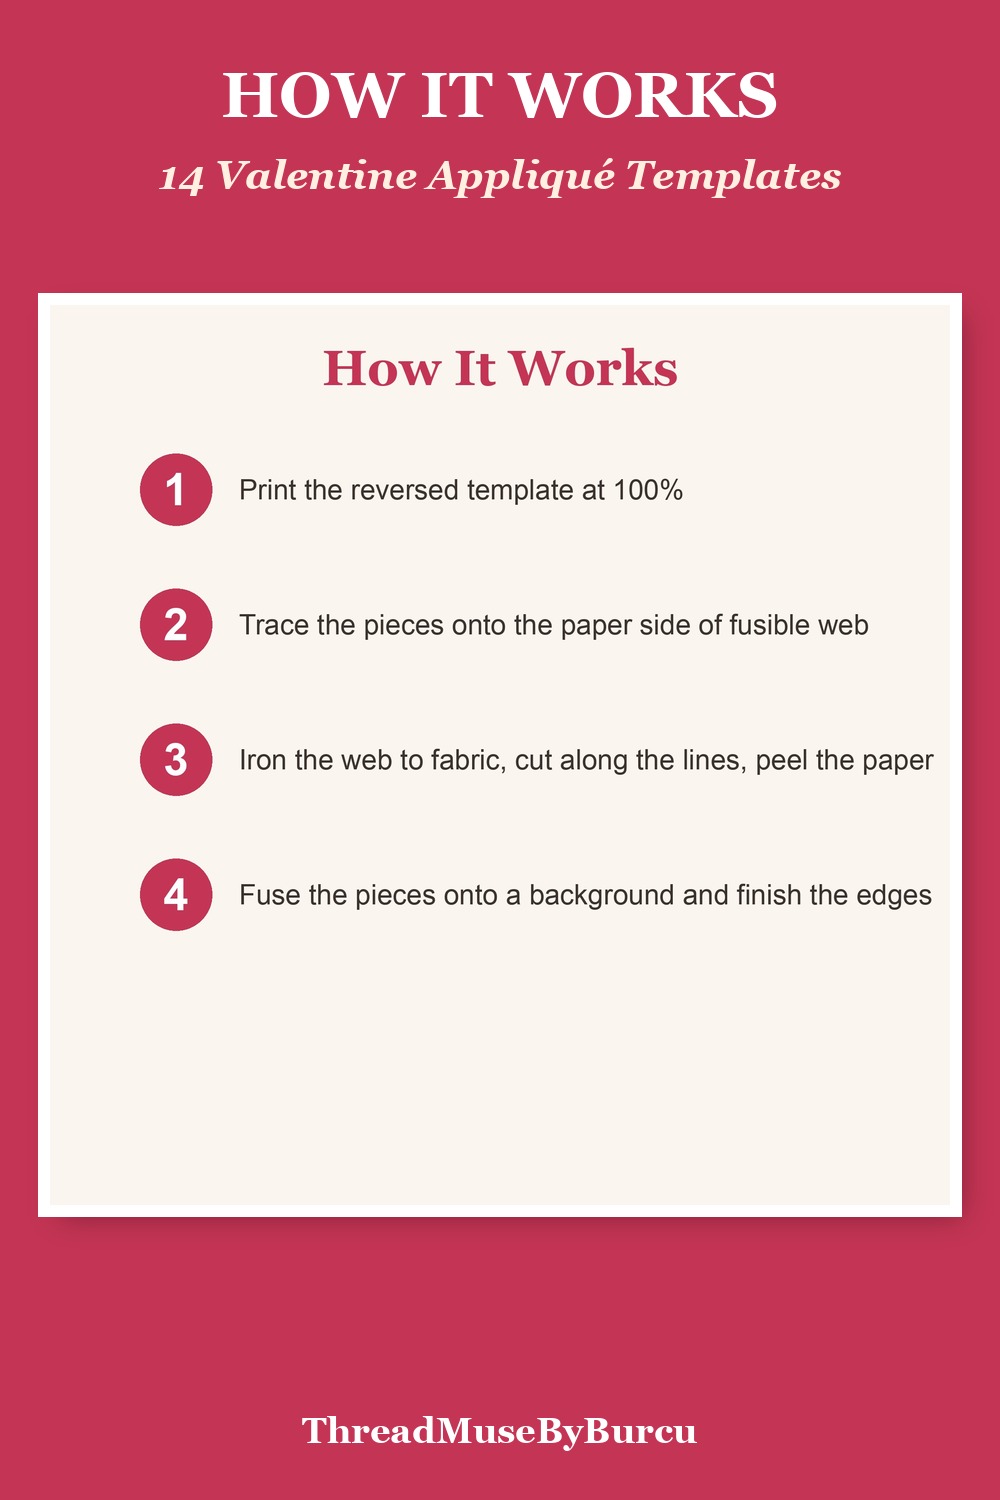 HOW IT WORKS
14 Valentine Appliqué Templates
How It Works
1 Print the reversed template at 100%
2 Trace the pieces onto the paper side of fusible web
3 Iron the web to fabric, cut along the lines, peel the paper
4 Fuse the pieces onto a background and finish the edges
ThreadMuseByBurcu